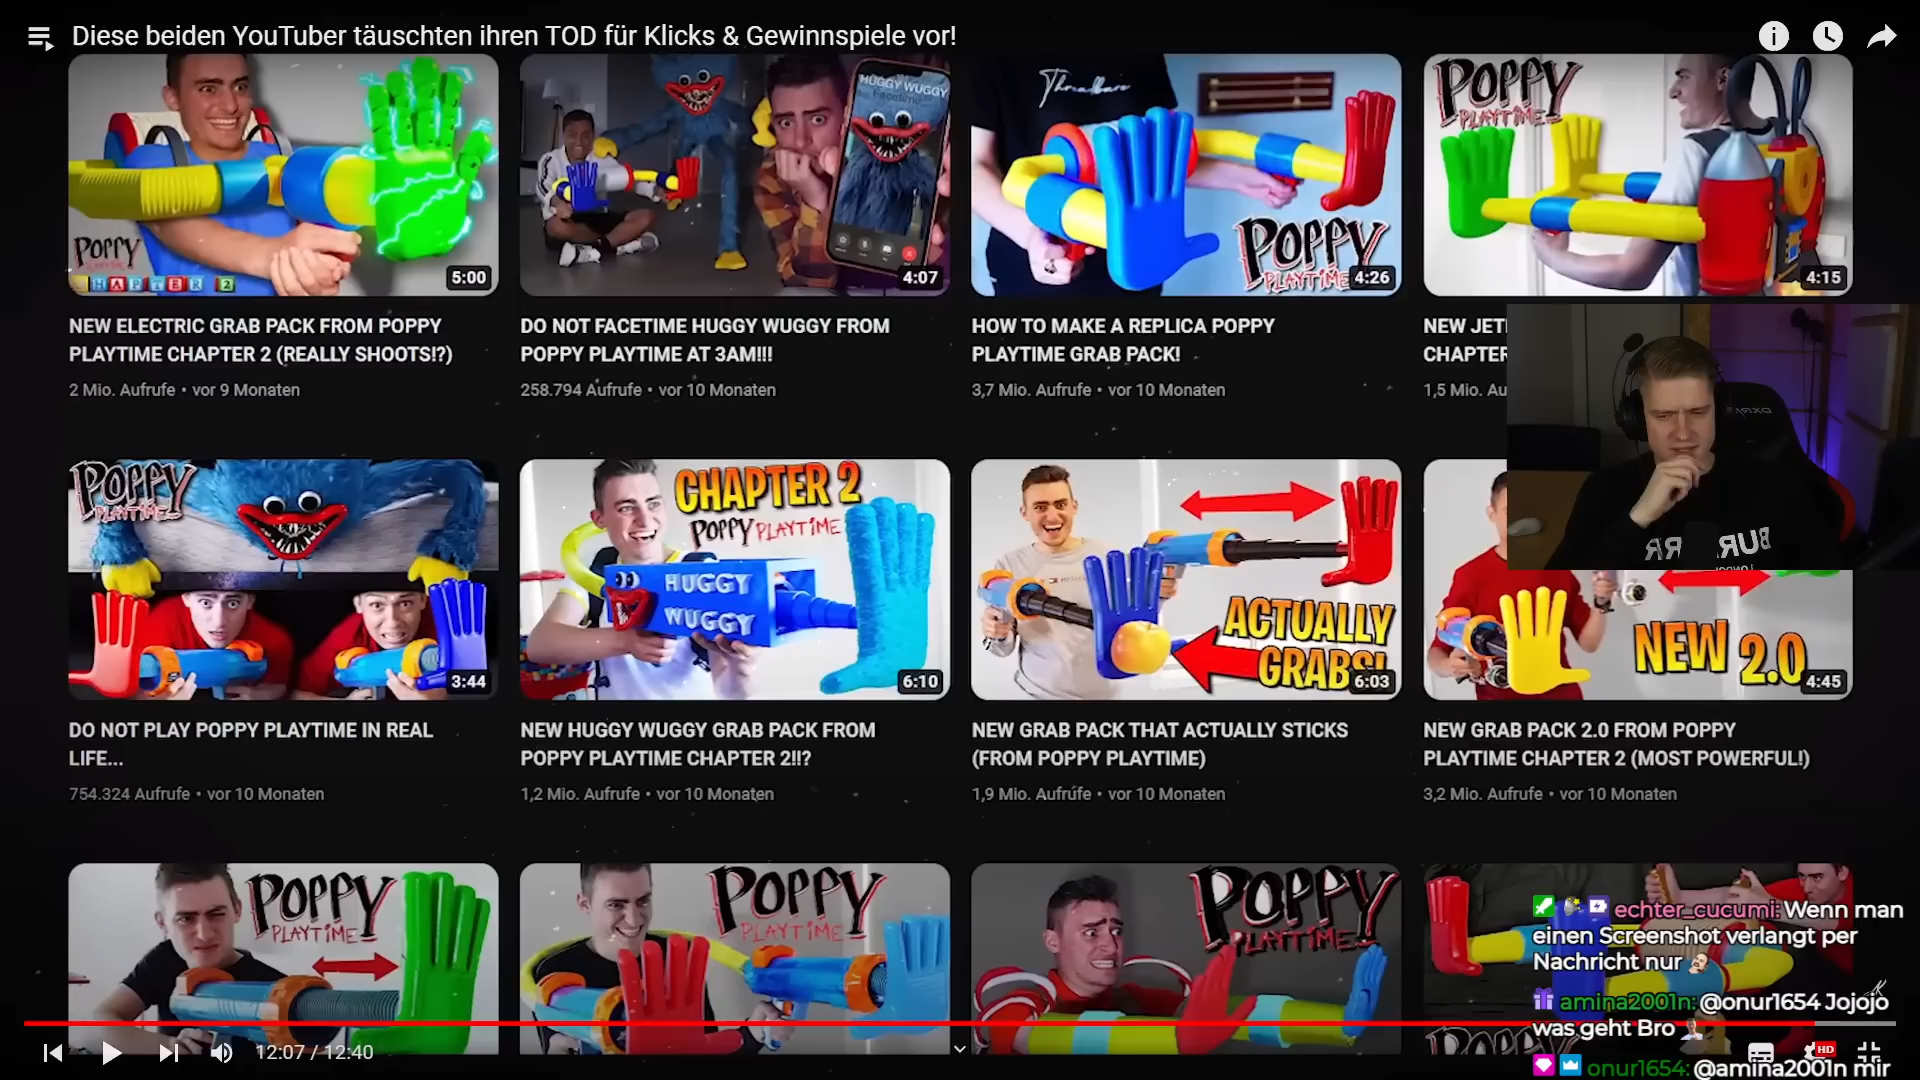 Diese beiden YouTuber täuschten ihren TOD für Klicks & Gewinnspiele vor!
POPPY
PLAYTIME
CHAPTER 2
5:00
HUGGY WUGGY
Facetime
4:07
POPPY
PLAYTIME
4:26
POPPY
PLAYTIME
4:15
NEW ELECTRIC GRAB PACK FROM POPPY
PLAYTIME CHAPTER 2 (REALLY SHOOTS!?)
2 Mio. Aufrufe • vor 9 Monaten
DO NOT FACETIME HUGGY WUGGY FROM
POPPY PLAYTIME AT 3AM!!!
258.794 Aufrufe • vor 10 Monaten
HOW TO MAKE A REPLICA POPPY
PLAYTIME GRAB PACK!
3,7 Mio. Aufrufe • vor 10 Monaten
NEW JET
CHAPTER
1,5 Mio. Au
POPPY
PLAYTIME
3:44
CHAPTER 2
POPPY PLAYTIME
HUGGY
WUGGY
6:10
ACTUALLY
GRABS!
6:03
NEW 2.0
4:45
DO NOT PLAY POPPY PLAYTIME IN REAL
LIFE...
754.324 Aufrufe • vor 10 Monaten
NEW HUGGY WUGGY GRAB PACK FROM
POPPY PLAYTIME CHAPTER 2!!?
1,2 Mio. Aufrufe • vor 10 Monaten
NEW GRAB PACK THAT ACTUALLY STICKS
(FROM POPPY PLAYTIME)
1,9 Mio. Aufrufe • vor 10 Monaten
NEW GRAB PACK 2.0 FROM POPPY
PLAYTIME CHAPTER 2 (MOST POWERFUL!)
3,2 Mio. Aufrufe • vor 10 Monaten
POPPY
PLAYTIME
POPPY
PLAYTIME
POPPY
PLAYTIME
POPPY
echter_cucumi: Wenn man
einen Screenshot verlangt per
Nachricht nur
amina2001n: @onur1654 Jojojo
was geht Bro
onur1654: @amina2001n mir
12:07 / 12:40
HD